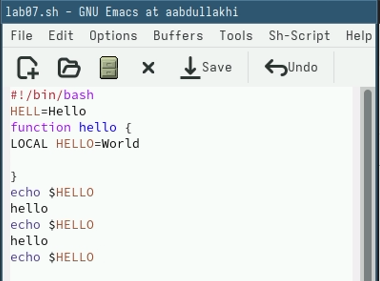 lab07.sh - GNU Emacs at aabdullakhi
File Edit Options Buffers Tools Sh-Script Help
Save Undo
#!/bin/bash
HELL=Hello
function hello {
LOCAL HELLO=World
}
echo $HELLO
hello
echo $HELLO
hello
echo $HELLO